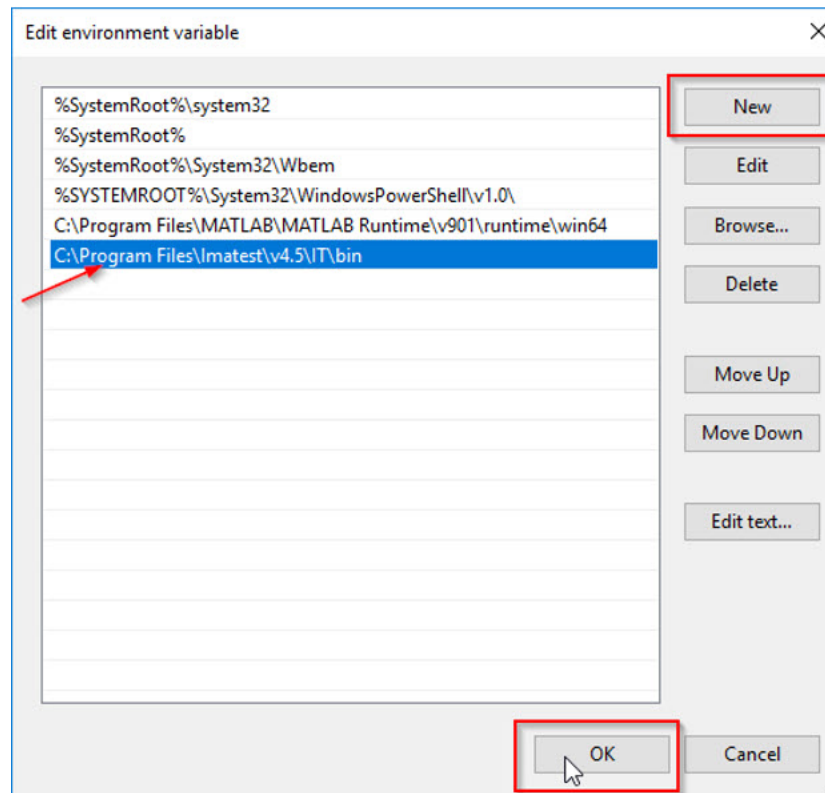 Edit environment variable
%SystemRoot%\system32
%SystemRoot%
%SystemRoot%\System32\Wbem
%SYSTEMROOT%\System32\WindowsPowerShell\v1.0\
C:\Program Files\MATLAB\MATLAB Runtime\v901\runtime\win64
C:\Program Files\Imatest\v4.5\IT\bin
New
Edit
Browse...
Delete
Move Up
Move Down
Edit text...
OK
Cancel